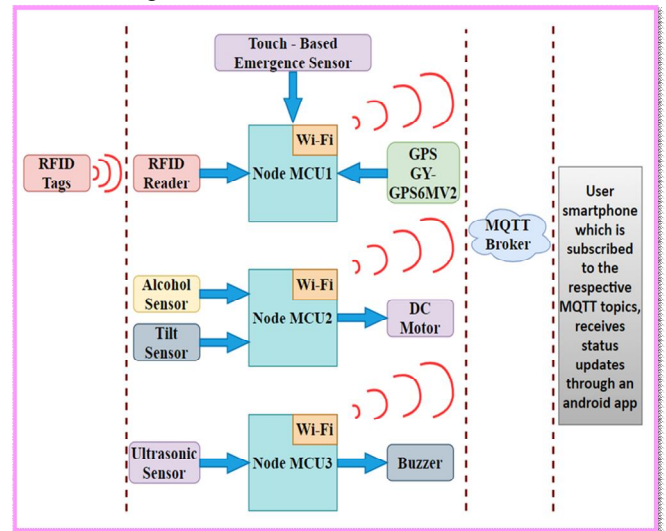 Touch - Based
Emergence Sensor
Wi-Fi
RFID
Tags
RFID
Reader
Node MCU1
GPS
GY-
GPS6MV2
MQTT
Broker
User
smartphone
which is
subscribed
to the
respective
MQTT topics,
receives
status
updates
through an
android app
Wi-Fi
Alcohol
Sensor
Tilt
Sensor
Node MCU2
DC
Motor
Wi-Fi
Ultrasonic
Sensor
Node MCU3
Buzzer